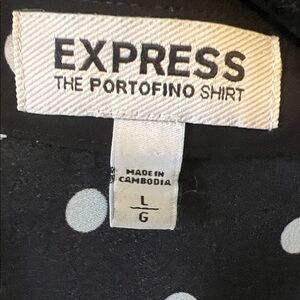 EXPRESS
THE PORTOFINO SHIRT
MADE IN
CAMBODIA
L
G